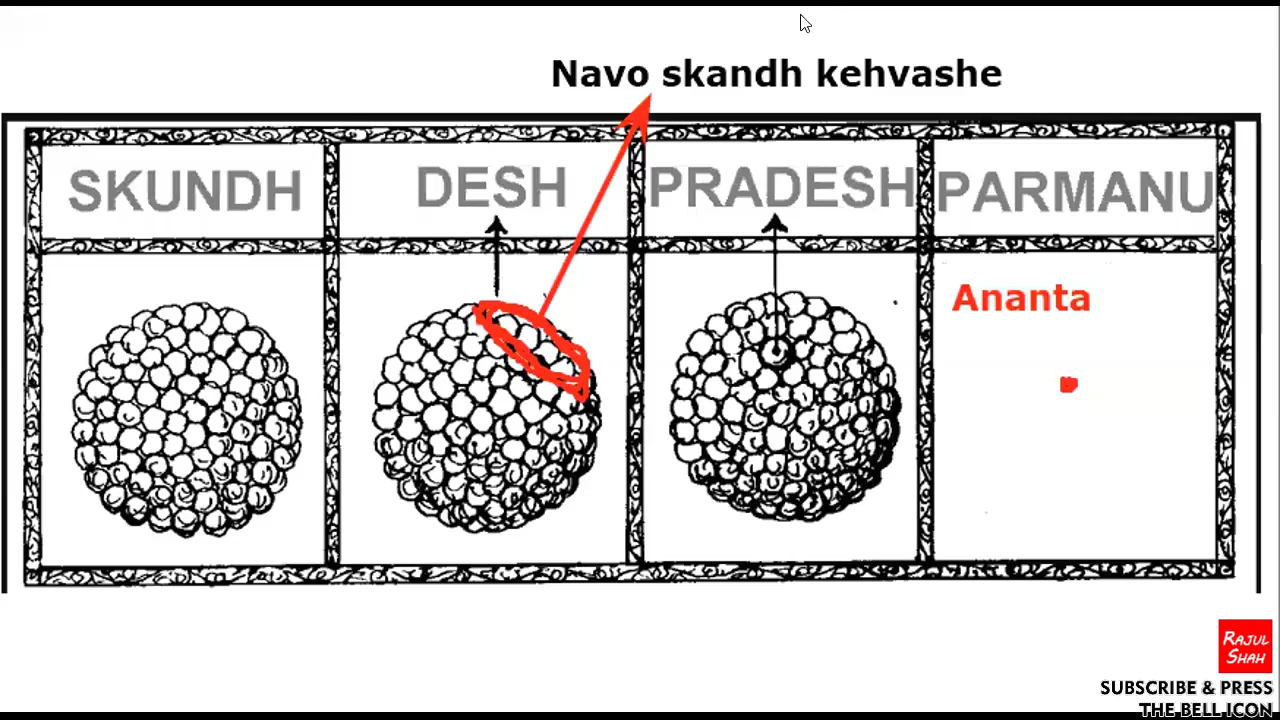 Navo skandh kehvashe
SKUNDH DESH PRADESH PARMANU
Ananta
RAJUL
SHAH
SUBSCRIBE & PRESS
THE BELL ICON